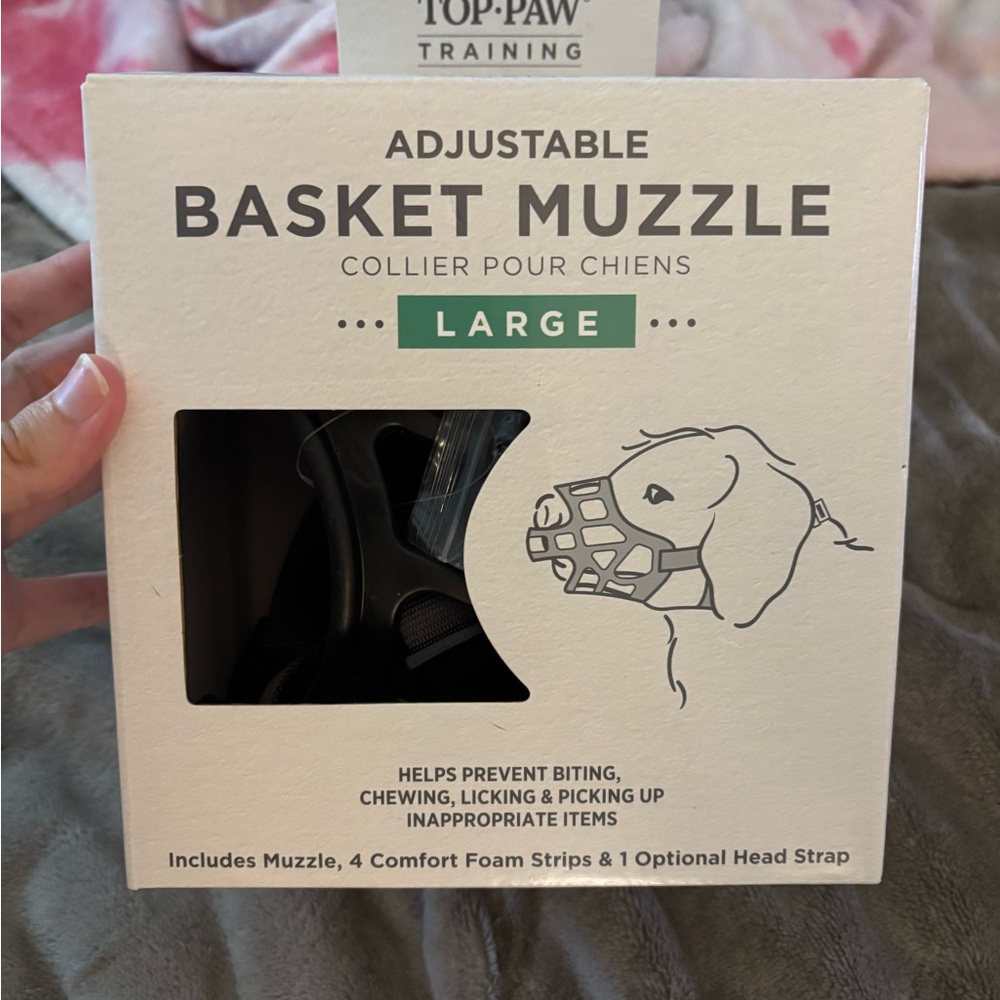 TOP·PAW
TRAINING
ADJUSTABLE
BASKET MUZZLE
COLLIER POUR CHIENS
••• LARGE •••
HELPS PREVENT BITING,
CHEWING, LICKING & PICKING UP
INAPPROPRIATE ITEMS
Includes Muzzle, 4 Comfort Foam Strips & 1 Optional Head Strap